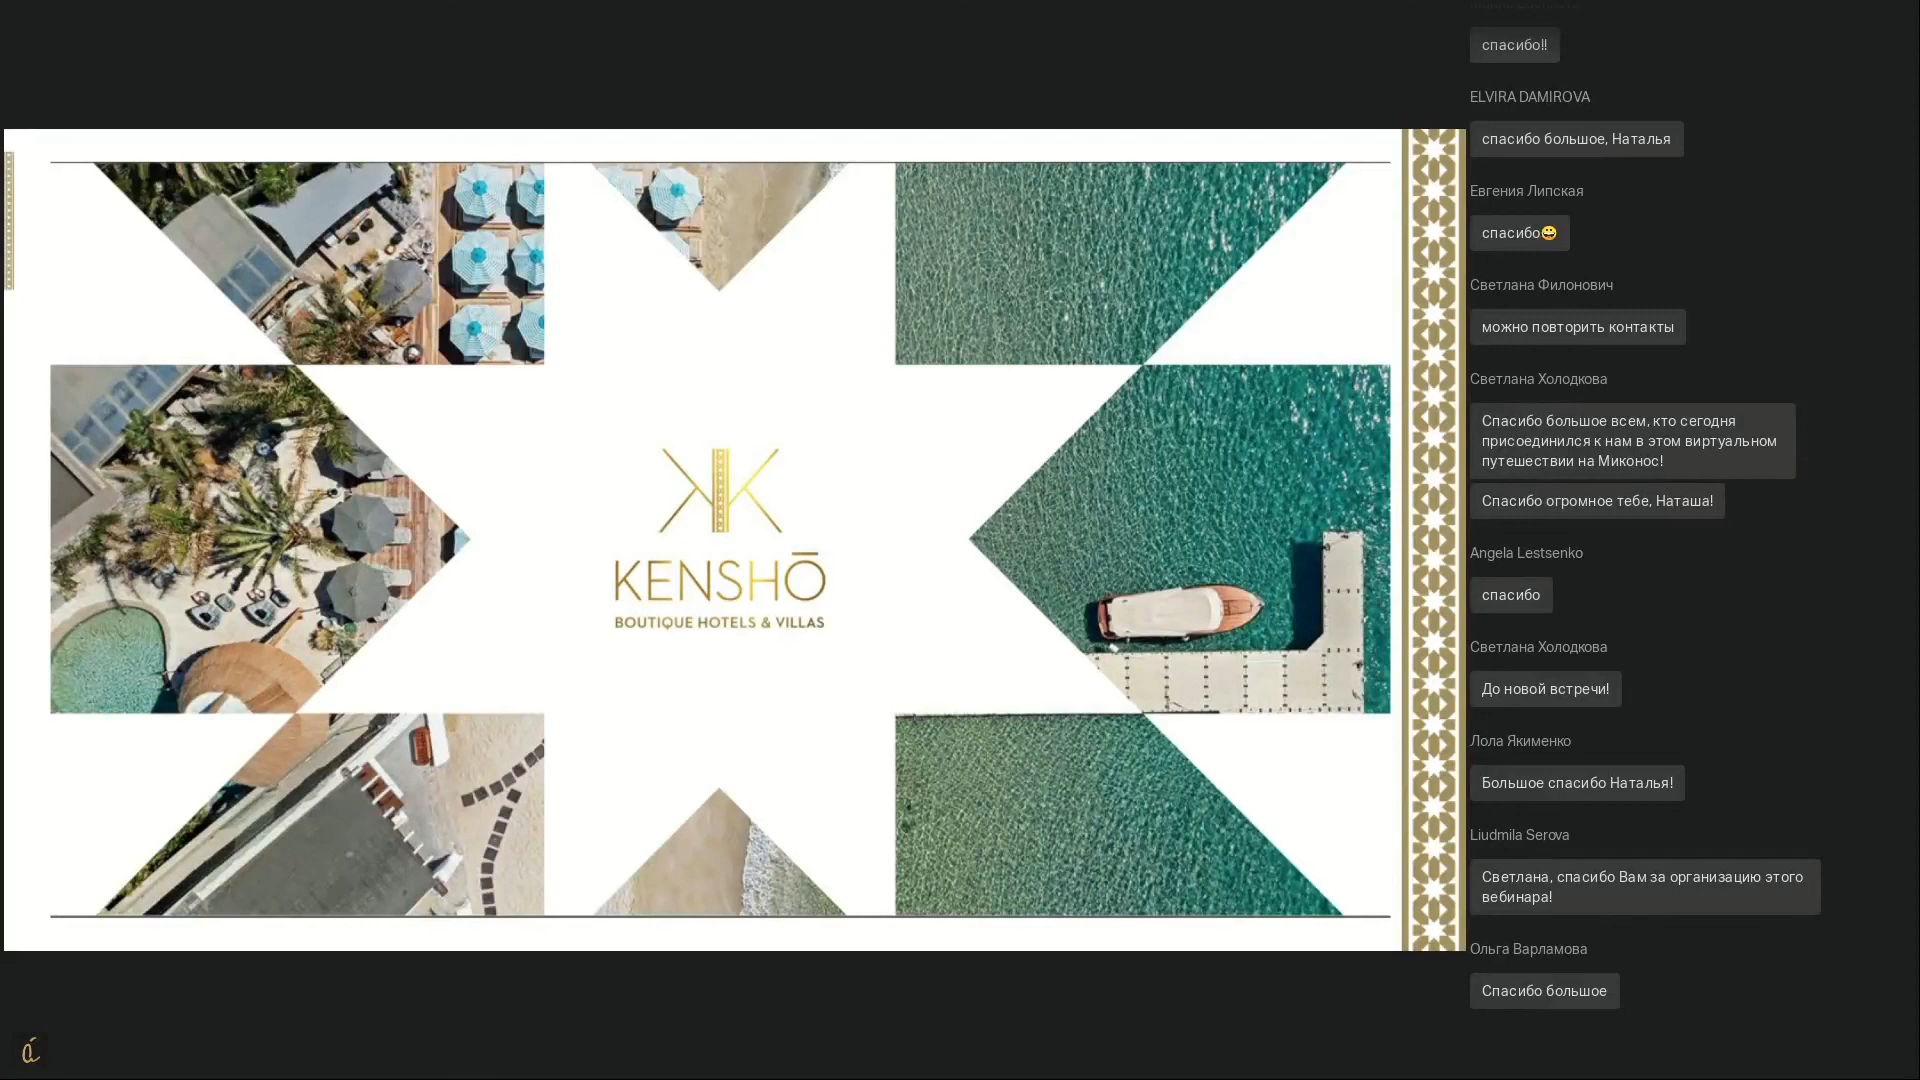 KENSHŌ
BOUTIQUE HOTELS & VILLAS
спасибо!!
ELVIRA DAMIROVA
спасибо большое, Наталья
Евгения Липская
спасибо😀
Светлана Филонович
можно повторить контакты
Светлана Холодкова
Спасибо большое всем, кто сегодня
присоединился к нам в этом виртуальном
путешествии на Миконос!
Спасибо огромное тебе, Наташа!
Angela Lestsenko
спасибо
Светлана Холодкова
До новой встречи!
Лола Якименко
Большое спасибо Наталья!
Liudmila Serova
Светлана, спасибо Вам за организацию этого
вебинара!
Ольга Варламова
Спасибо большое
á